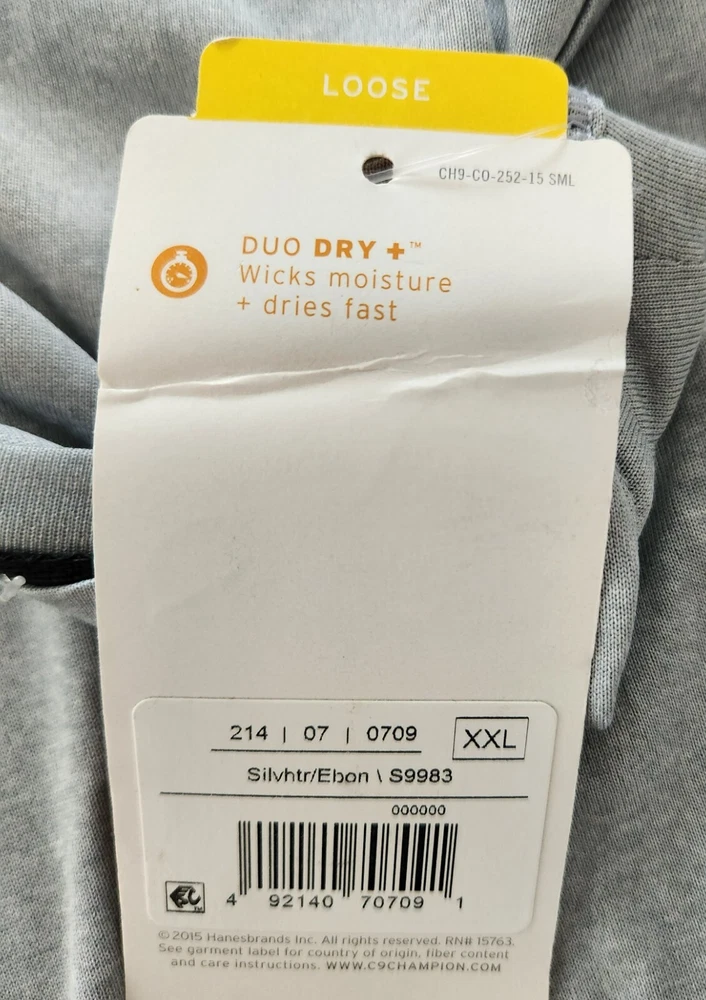 LOOSE
CH9-CO-252-15 SML
DUO DRY +™
Wicks moisture
+ dries fast
214 | 07 | 0709 XXL
Silvhtr/Ebon \ S9983
000000
4 92140 70709 1
©2015 Hanesbrands Inc. All rights reserved. RN# 15763.
See garment label for country of origin, fiber content
and care instructions. WWW.C9CHAMPION.COM